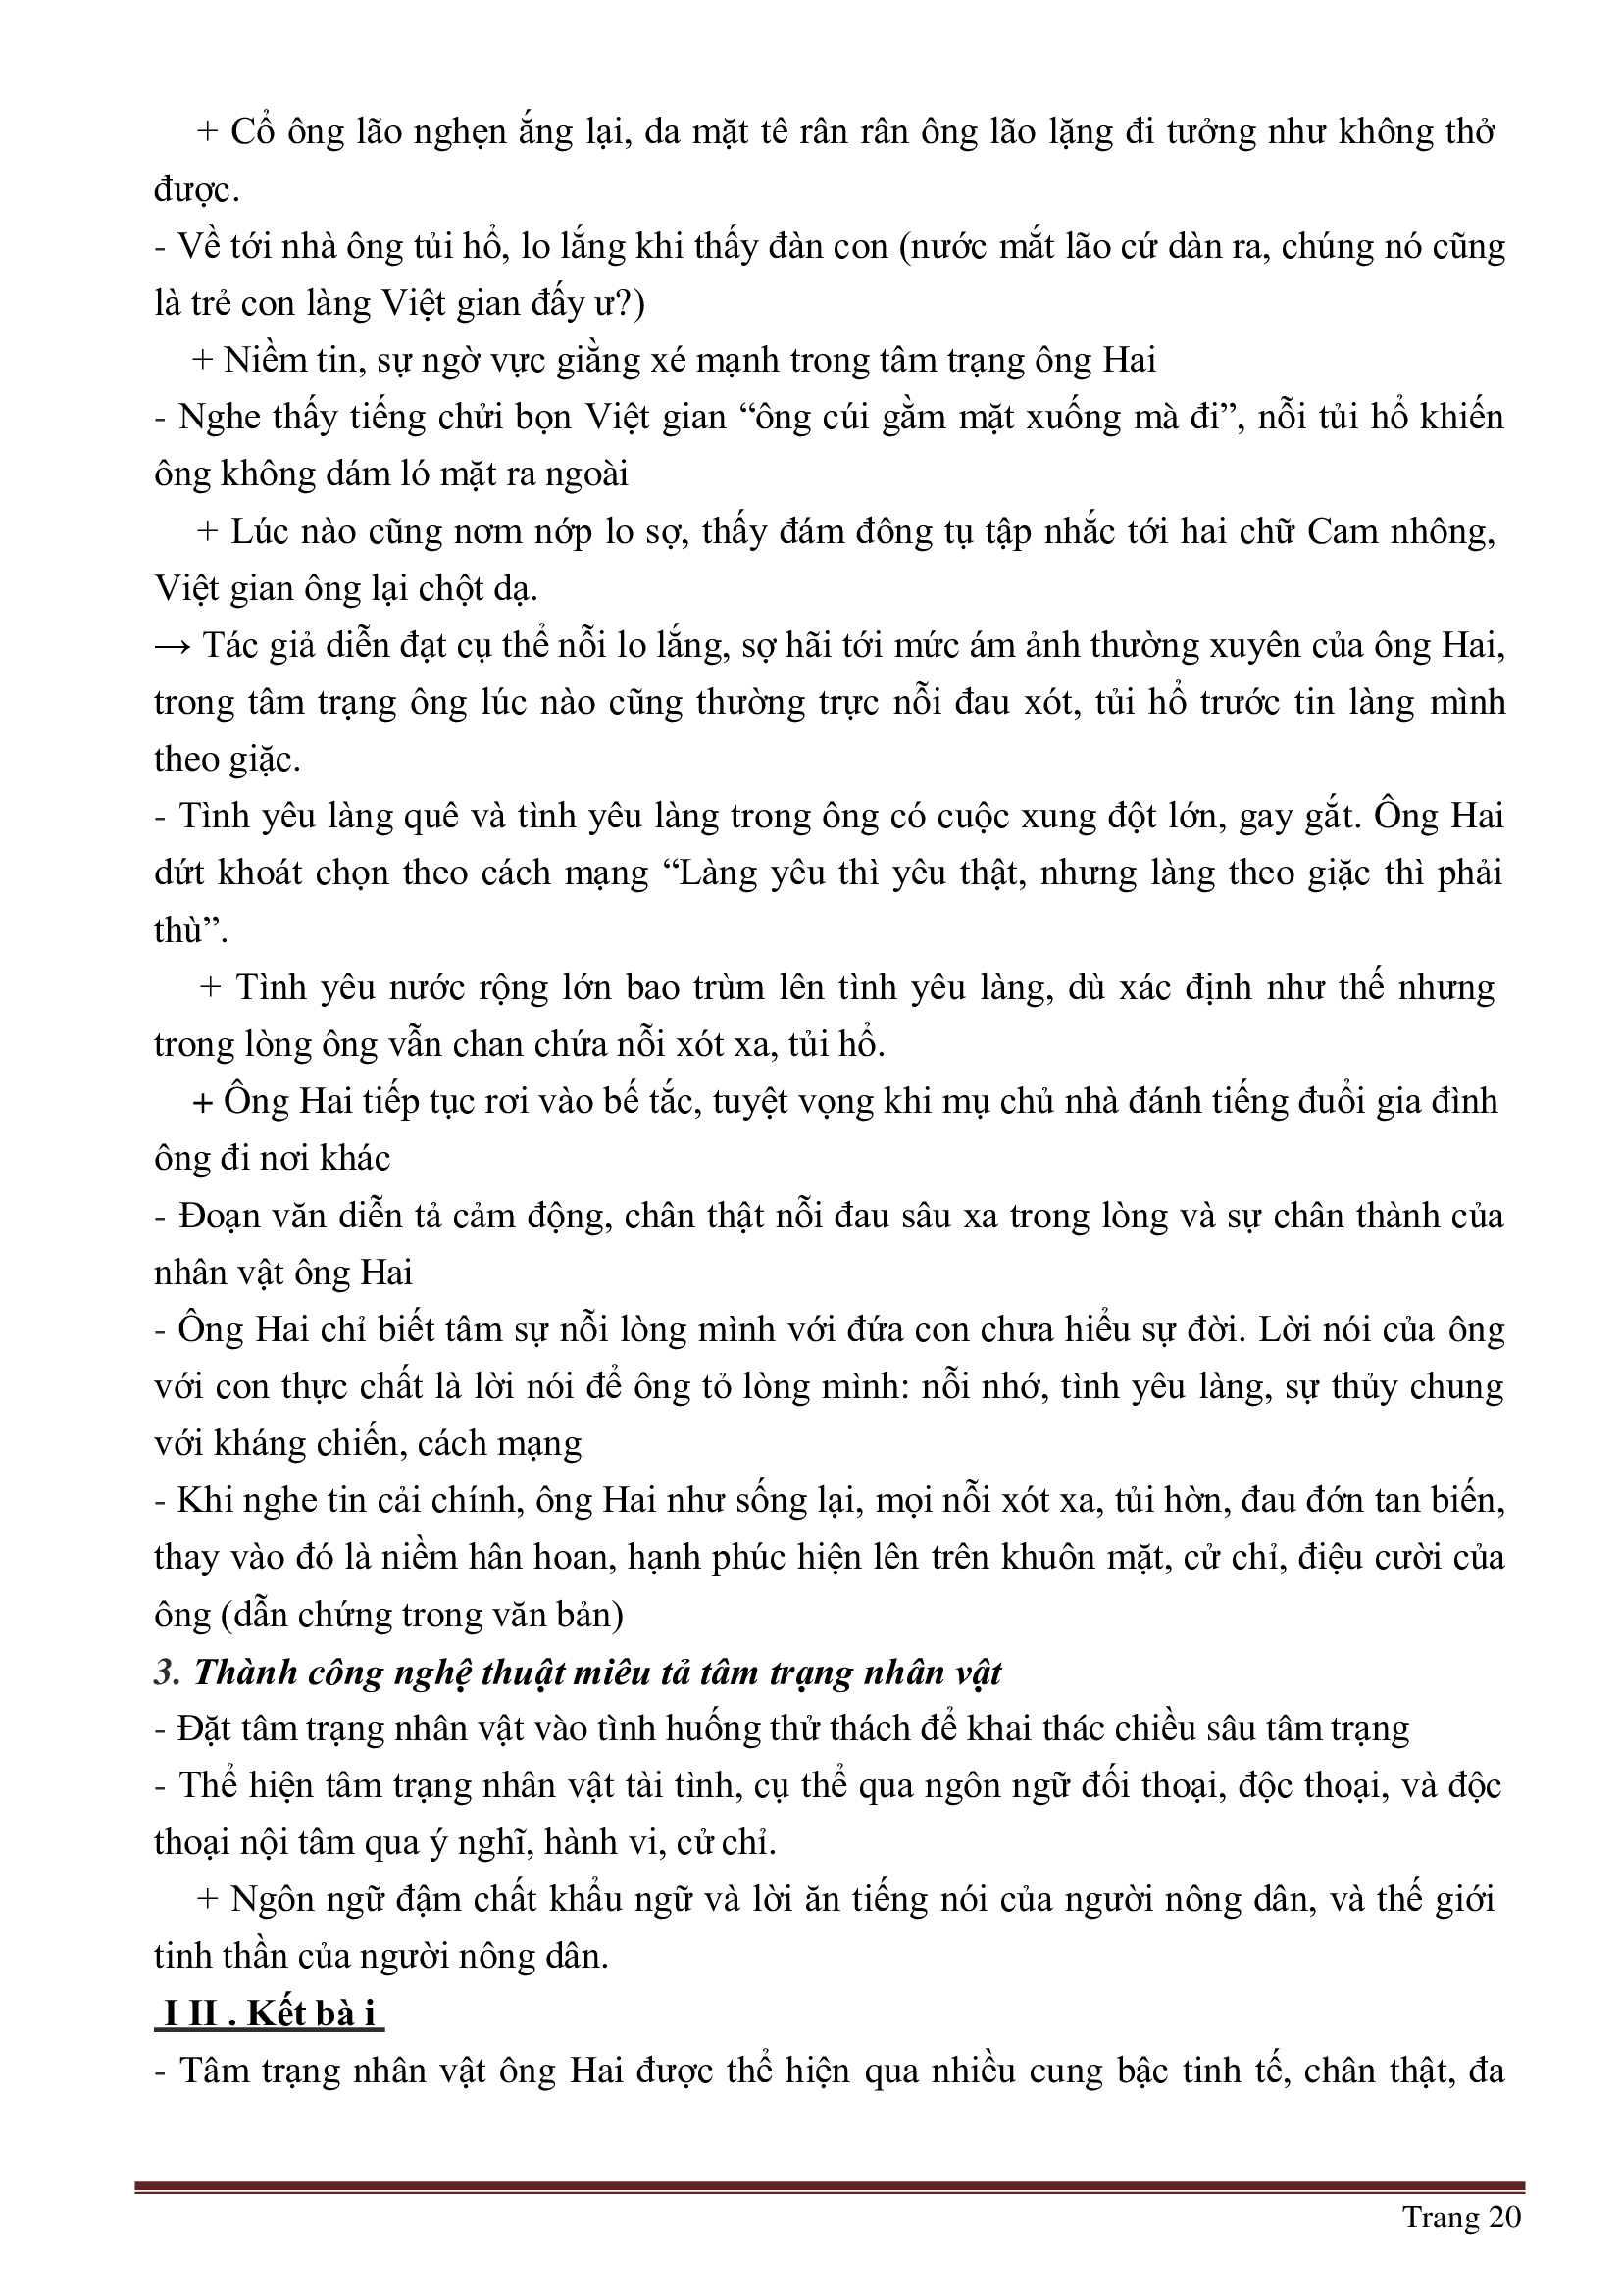 + Cổ ông lão nghẹn ắng lại, da mặt tê rân rân ông lão lặng đi tưởng như không thở
được.
- Về tới nhà ông tủi hổ, lo lắng khi thấy đàn con (nước mắt lão cứ dàn ra, chúng nó cũng
là trẻ con làng Việt gian đấy ư?)
+ Niềm tin, sự ngờ vực giằng xé mạnh trong tâm trạng ông Hai
- Nghe thấy tiếng chửi bọn Việt gian “ông cúi gằm mặt xuống mà đi”, nỗi tủi hổ khiến
ông không dám ló mặt ra ngoài
+ Lúc nào cũng nơm nớp lo sợ, thấy đám đông tụ tập nhắc tới hai chữ Cam nhông,
Việt gian ông lại chột dạ.
→ Tác giả diễn đạt cụ thể nỗi lo lắng, sợ hãi tới mức ám ảnh thường xuyên của ông Hai,
trong tâm trạng ông lúc nào cũng thường trực nỗi đau xót, tủi hổ trước tin làng mình
theo giặc.
- Tình yêu làng quê và tình yêu làng trong ông có cuộc xung đột lớn, gay gắt. Ông Hai
dứt khoát chọn theo cách mạng “Làng yêu thì yêu thật, nhưng làng theo giặc thì phải
thù”.
+ Tình yêu nước rộng lớn bao trùm lên tình yêu làng, dù xác định như thế nhưng
trong lòng ông vẫn chan chứa nỗi xót xa, tủi hổ.
+ Ông Hai tiếp tục rơi vào bế tắc, tuyệt vọng khi mụ chủ nhà đánh tiếng đuổi gia đình
ông đi nơi khác
- Đoạn văn diễn tả cảm động, chân thật nỗi đau sâu xa trong lòng và sự chân thành của
nhân vật ông Hai
- Ông Hai chỉ biết tâm sự nỗi lòng mình với đứa con chưa hiểu sự đời. Lời nói của ông
với con thực chất là lời nói để ông tỏ lòng mình: nỗi nhớ, tình yêu làng, sự thủy chung
với kháng chiến, cách mạng
- Khi nghe tin cải chính, ông Hai như sống lại, mọi nỗi xót xa, tủi hờn, đau đớn tan biến,
thay vào đó là niềm hân hoan, hạnh phúc hiện lên trên khuôn mặt, cử chỉ, điệu cười của
ông (dẫn chứng trong văn bản)
3. Thành công nghệ thuật miêu tả tâm trạng nhân vật
- Đặt tâm trạng nhân vật vào tình huống thử thách để khai thác chiều sâu tâm trạng
- Thể hiện tâm trạng nhân vật tài tình, cụ thể qua ngôn ngữ đối thoại, độc thoại, và độc
thoại nội tâm qua ý nghĩ, hành vi, cử chỉ.
+ Ngôn ngữ đậm chất khẩu ngữ và lời ăn tiếng nói của người nông dân, và thế giới
tinh thần của người nông dân.
I II . Kết bà i
- Tâm trạng nhân vật ông Hai được thể hiện qua nhiều cung bậc tinh tế, chân thật, đa
Trang 20